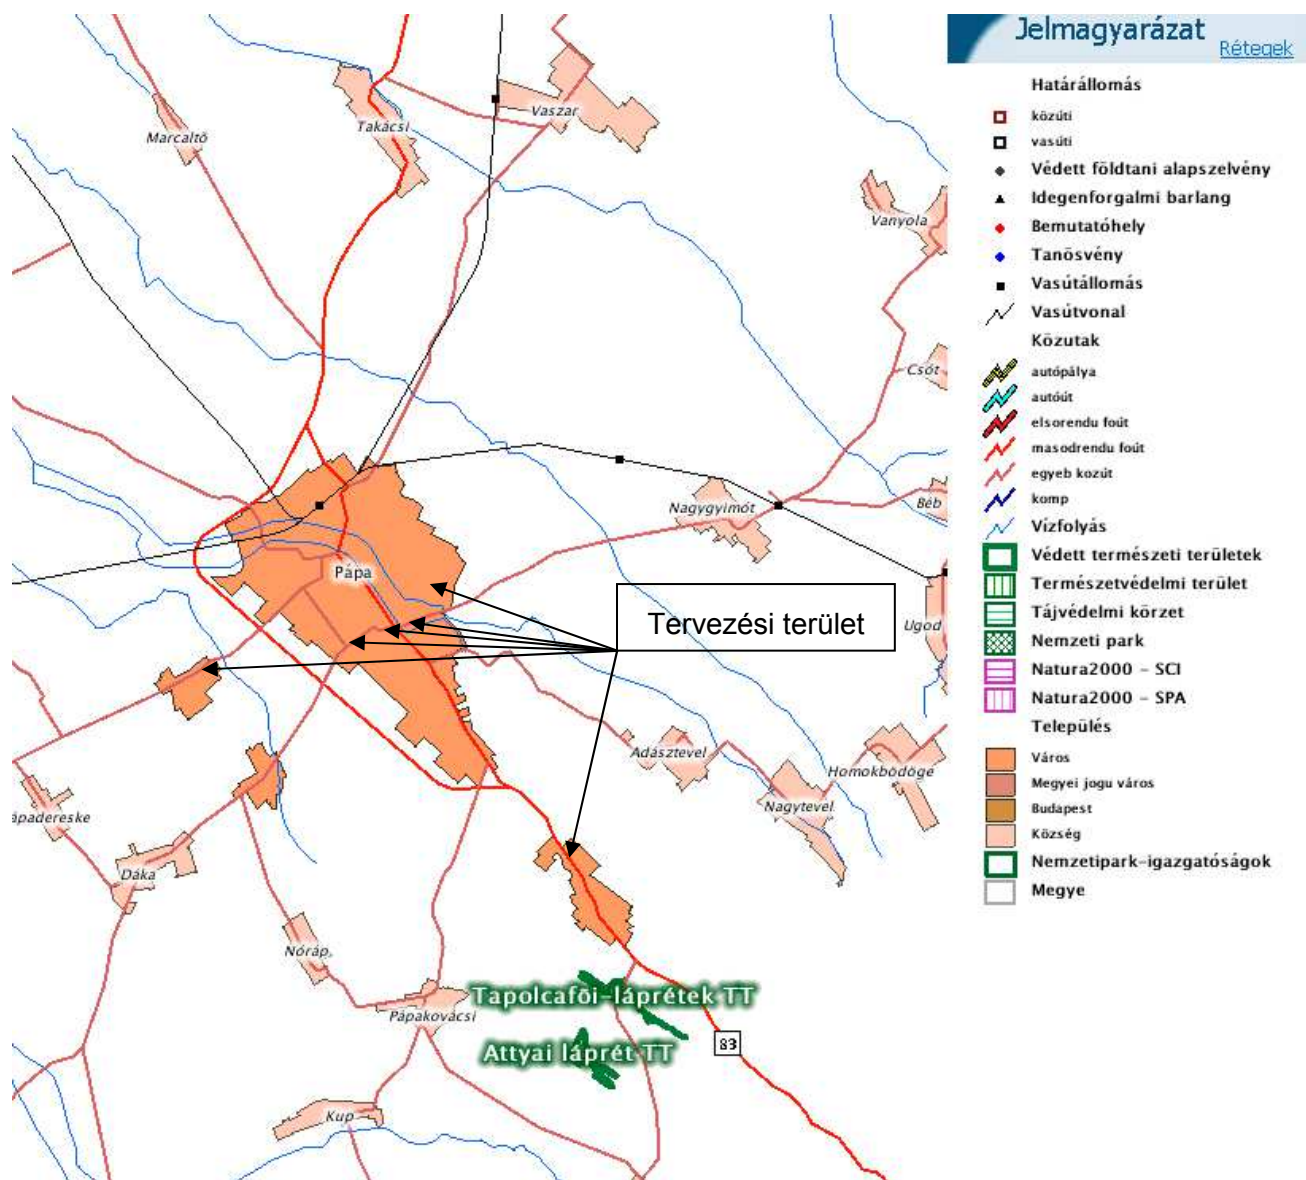 Jelmagyarázat
Rétegek
Határállomás
közúti
vasúti
Védett földtani alapszelvény
Idegenforgalmi barlang
Bemutatóhely
Tanösvény
Vasútállomás
Vasútvonal
Közutak
autópálya
autóút
elsorendu foút
masodrendu foút
egyeb kozút
komp
Vízfolyás
Védett természeti területek
Természetvédelmi terület
Tájvédelmi körzet
Nemzeti park
Natura2000 - SCI
Natura2000 - SPA
Település
Város
Megyei jogu város
Budapest
Község
Nemzetipark-igazgatóságok
Megye
Marcaltő
Takácsi
Vaszar
Vanyola
Csót
Nagygyimót
Béb
Pápa
Tervezési terület
Ugod
Adásztevel
Homokbödöge
Nagytevel
ápadereske
Dáka
Nóráp
Pápakovácsi
Tapolcafői-láprétek TT
Attyai láprét TT
83
Kup